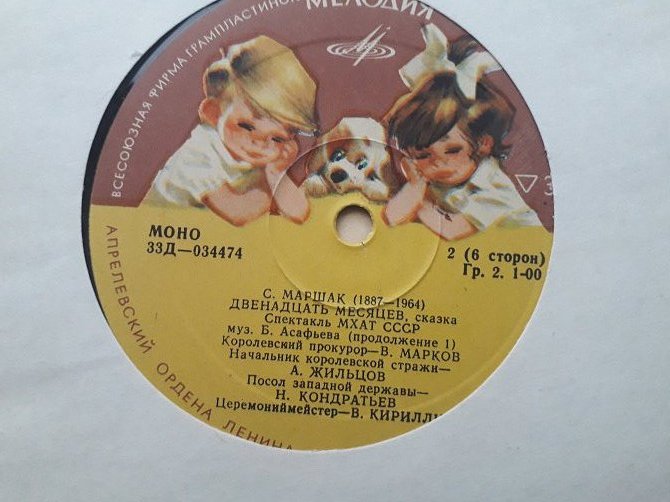 ВСЕСОЮЗНАЯ ФИРМА ГРАМПЛАСТИНОК
МЕЛОДИЯ
МОНО
33Д—034474
2 (6 сторон)
Гр. 2. 1-00
С. МАРШАК (1887—1964)
ДВЕНАДЦАТЬ МЕСЯЦЕВ, сказка
Спектакль МХАТ СССР
муз. Б. Асафьева (продолжение 1)
Королевский прокурор—В. МАРКОВ
Начальник королевской стражи—
А. ЖИЛЬЦОВ
Посол западной державы—
Н. КОНДРАТЬЕВ
Церемониймейстер—В. КИРИЛЛИ
АПРЕЛЕВСКИЙ ОРДЕНА ЛЕНИНА